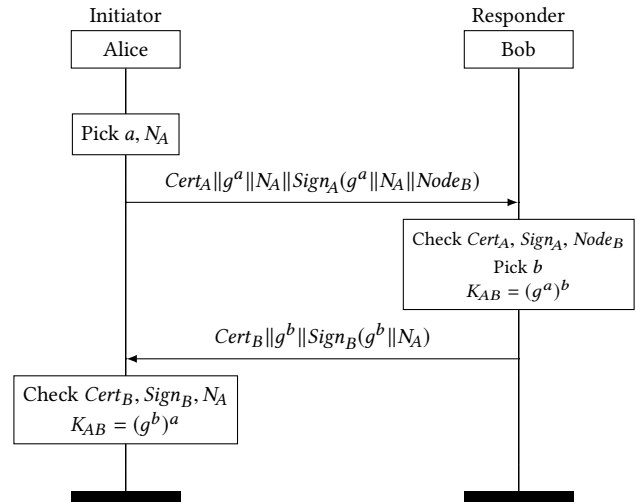 Initiator
Responder
Alice
Bob
Pick a, N_A
Cert_A||g^a||N_A||Sign_A(g^a||N_A||Node_B)
Check Cert_A, Sign_A, Node_B
Pick b
K_AB = (g^a)^b
Cert_B||g^b||Sign_B(g^b||N_A)
Check Cert_B, Sign_B, N_A
K_AB = (g^b)^a